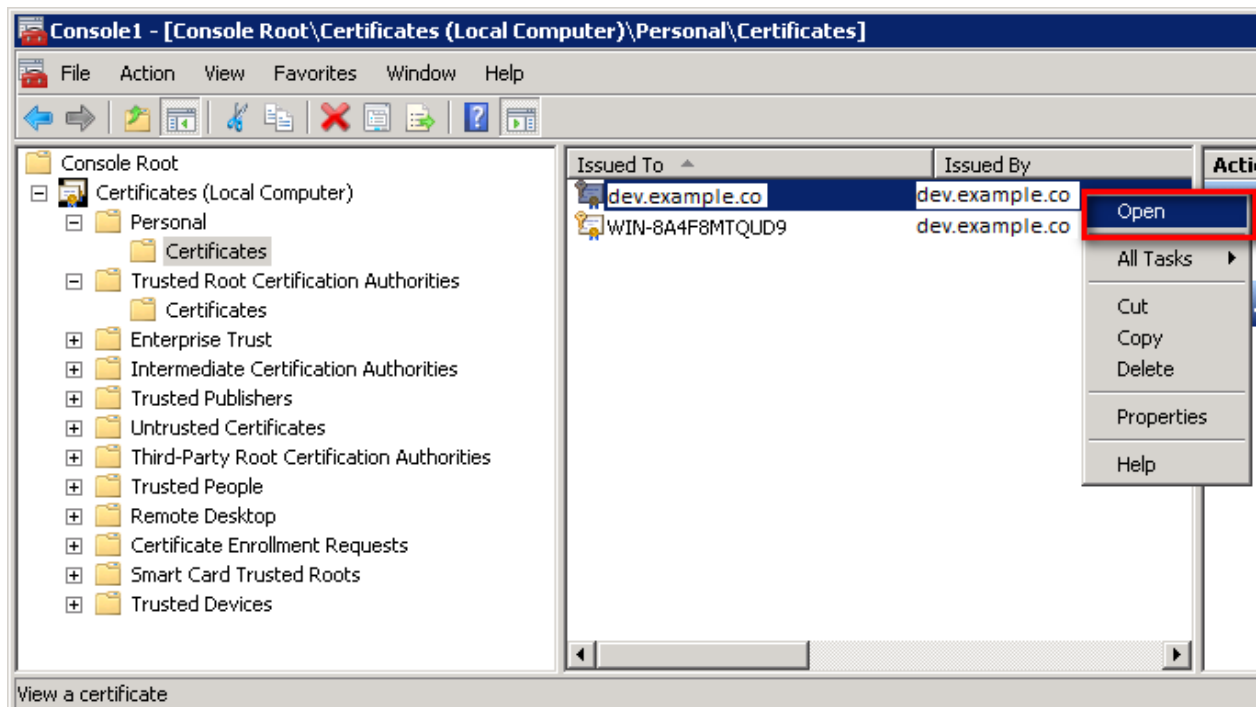 Console1 - [Console Root\Certificates (Local Computer)\Personal\Certificates]
File Action View Favorites Window Help
Console Root
Certificates (Local Computer)
Personal
Certificates
Trusted Root Certification Authorities
Certificates
Enterprise Trust
Intermediate Certification Authorities
Trusted Publishers
Untrusted Certificates
Third-Party Root Certification Authorities
Trusted People
Remote Desktop
Certificate Enrollment Requests
Smart Card Trusted Roots
Trusted Devices
Issued To Issued By
dev.example.co dev.example.co
WIN-8A4F8MTQUD9 dev.example.co
Acti
Open
All Tasks
Cut
Copy
Delete
Properties
Help
View a certificate